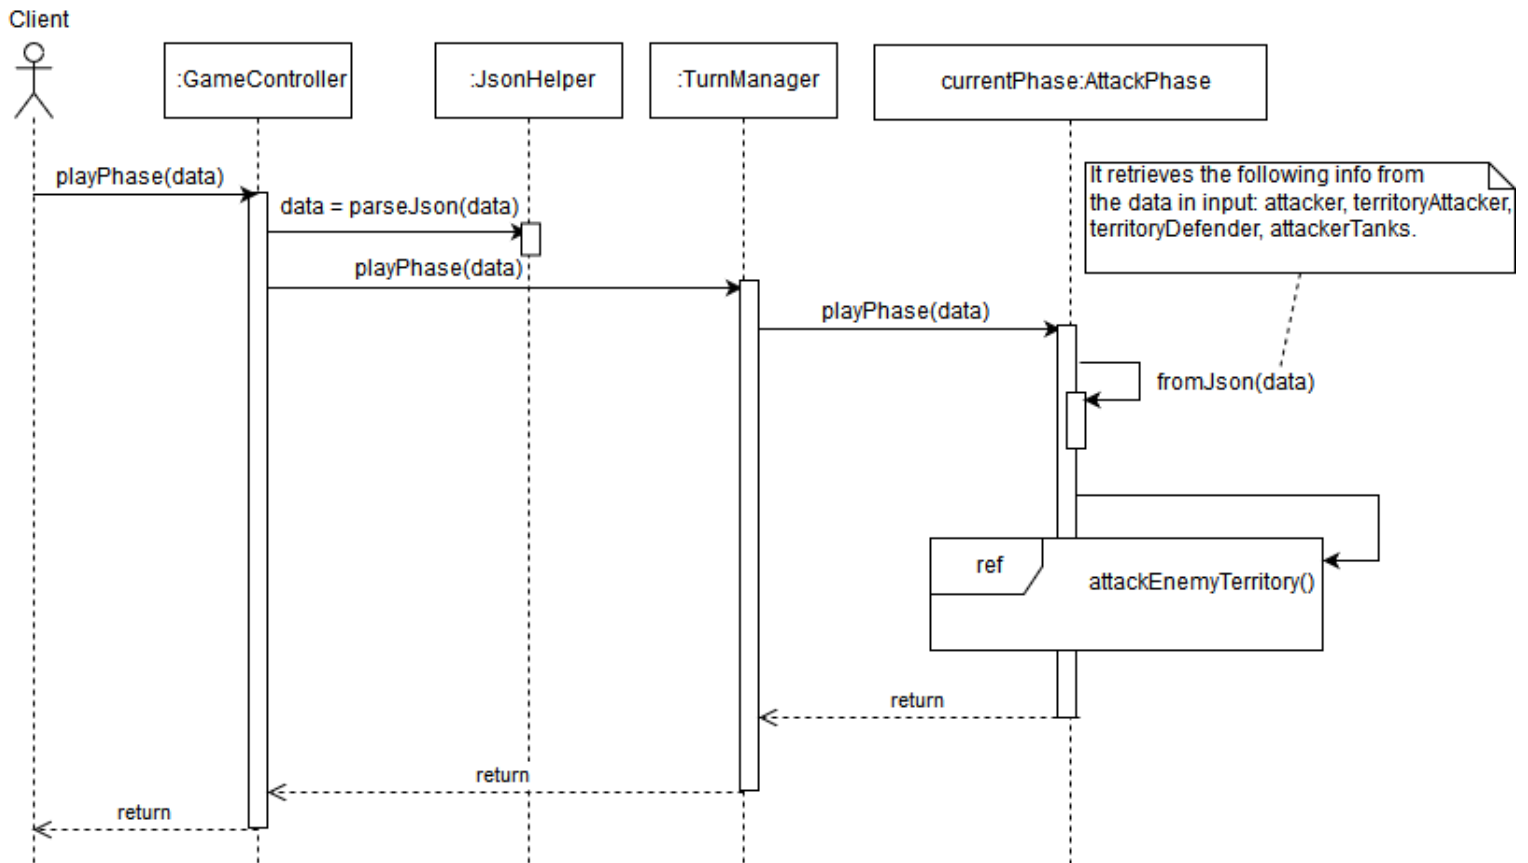 Client
:GameController
:JsonHelper
:TurnManager
currentPhase:AttackPhase
playPhase(data)
data = parseJson(data)
playPhase(data)
playPhase(data)
It retrieves the following info from
the data in input: attacker, territoryAttacker,
territoryDefender, attackerTanks.
fromJson(data)
ref
attackEnemyTerritory()
return
return
return